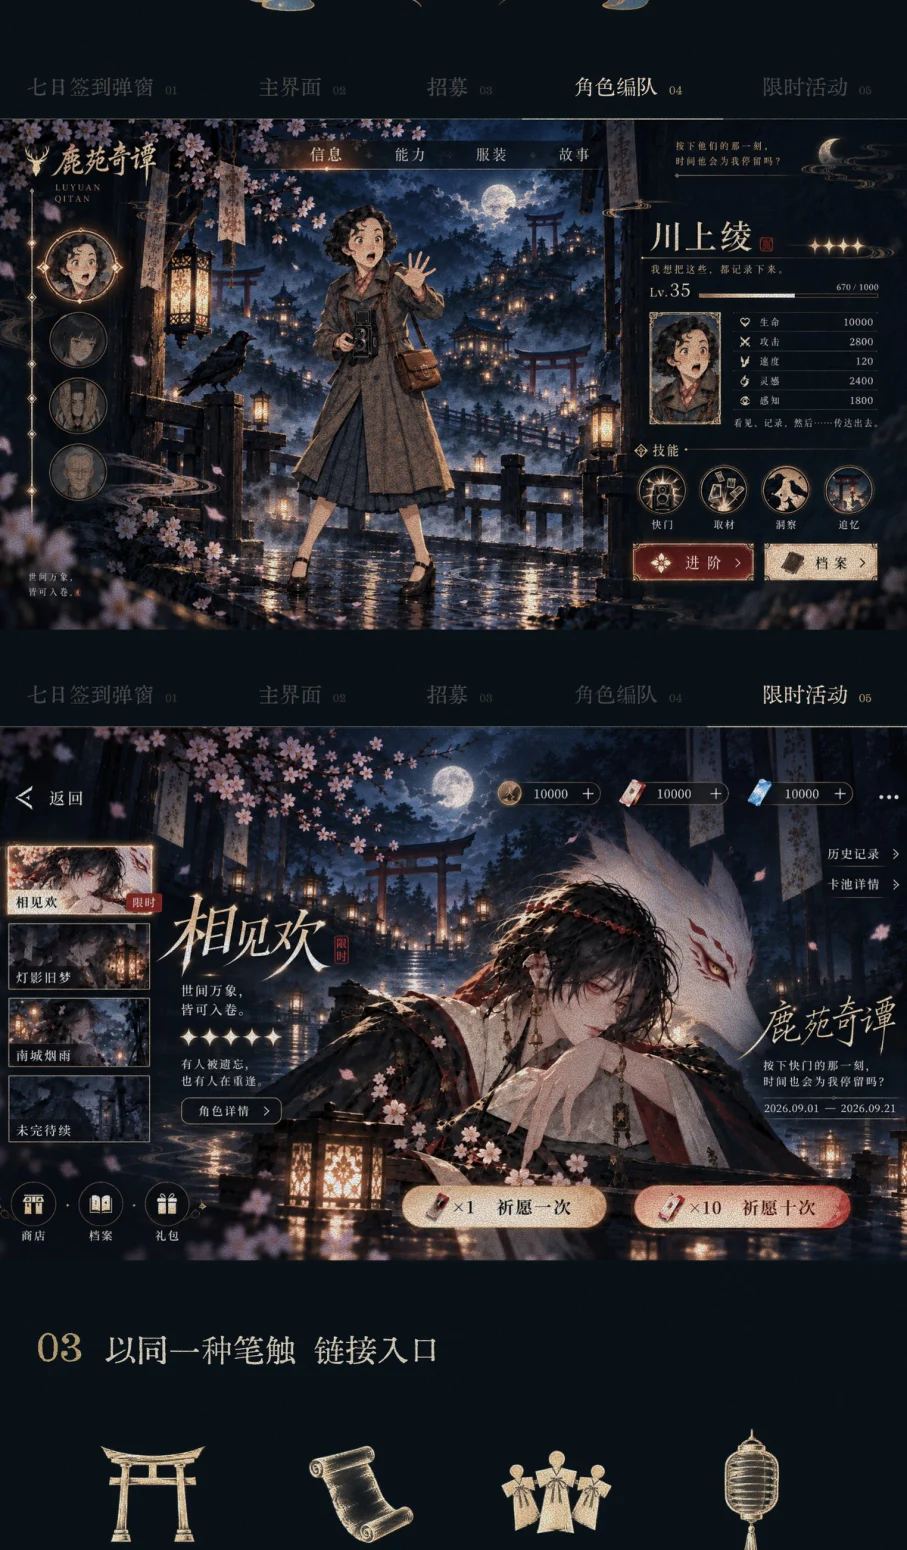 七日签到弹窗 01
主界面 02
招募 03
角色编队 04
限时活动 05
鹿苑奇谭
LUYUAN
QITAN
信息
能力
服装
故事
按下他们的那一刻，
时间他会为我停留吗？
川上绫
我想把这些，都记录下来。
Lv.35
670 / 1000
生命 10000
攻击 2800
速度 120
灵感 2400
感知 1800
看见、记录，然后……传达出去。
技能
快门
取材
洞察
追忆
进阶
档案
世间万象，
皆可入卷。
七日签到弹窗 01
主界面 02
招募 03
角色编队 04
限时活动 05
返回
10000
10000
10000
历史记录
卡池详情
相见欢
限时
灯影旧梦
南城烟雨
未完待续
相见欢
限时
世间万象，
皆可入卷。
有人被遗忘，
也有人在重逢。
角色详情
鹿苑奇谭
按下快门的那一刻，
时间也会为我停留吗？
2026.09.01 — 2026.09.21
商店
档案
礼包
×1 祈愿一次
×10 祈愿十次
03 以同一种笔触 链接入口